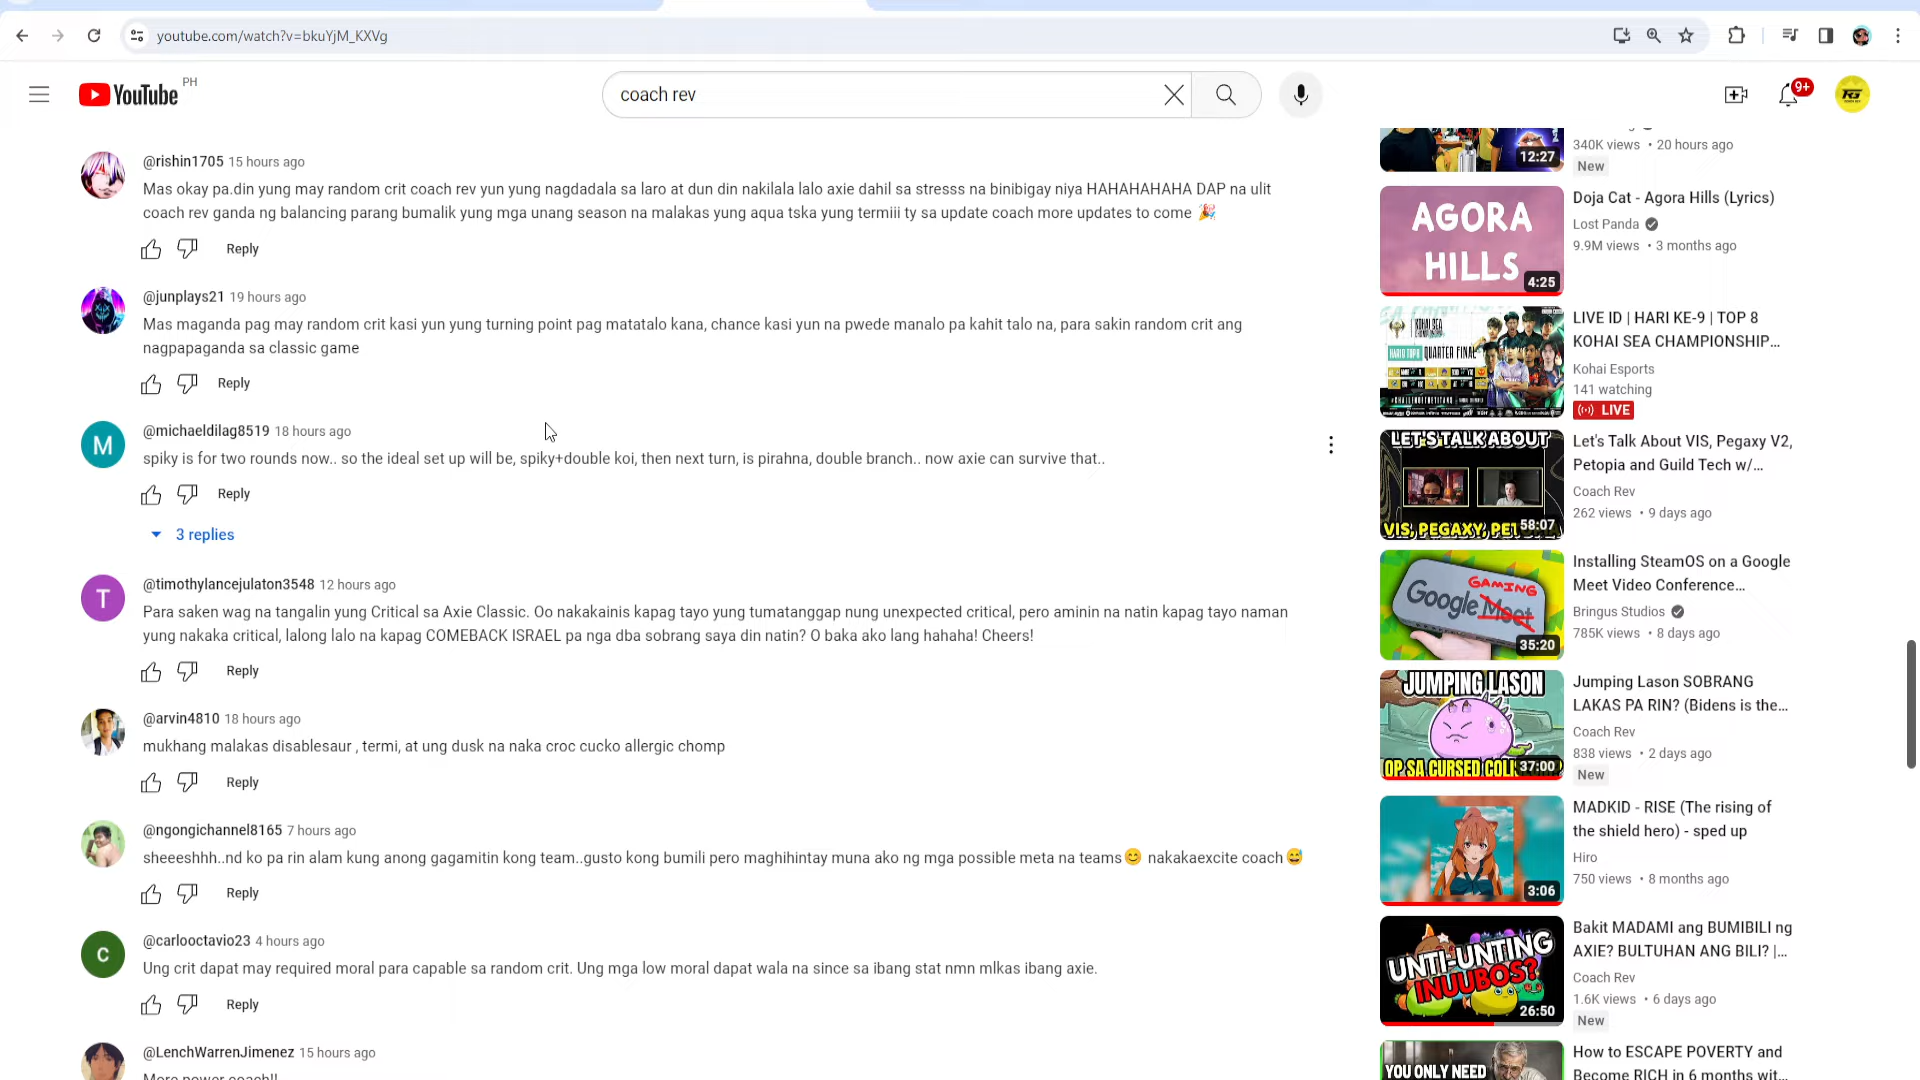 youtube.com/watch?v=bkuYjM_KXVg
YouTube PH
coach rev
9+
@rishin1705 15 hours ago
Mas okay pa.din yung may random crit coach rev yun yung nagdadala sa laro at dun din nakilala lalo axie dahil sa stresss na binibigay niya HAHAHAHAHA DAP na ulit
coach rev ganda ng balancing parang bumalik yung mga unang season na malakas yung aqua tska yung termiii ty sa update coach more updates to come 🎉
Reply
@junplays21 19 hours ago
Mas maganda pag may random crit kasi yun yung turning point pag matatalo kana, chance kasi yun na pwede manalo pa kahit talo na, para sakin random crit ang
nagpapaganda sa classic game
Reply
M
@michaeldilag8519 18 hours ago
spiky is for two rounds now.. so the ideal set up will be, spiky+double koi, then next turn, is pirahna, double branch.. now axie can survive that..
Reply
3 replies
T
@timothylancejulaton3548 12 hours ago
Para saken wag na tangalin yung Critical sa Axie Classic. Oo nakakainis kapag tayo yung tumatanggap nung unexpected critical, pero aminin na natin kapag tayo naman
yung nakaka critical, lalong lalo na kapag COMEBACK ISRAEL pa nga dba sobrang saya din natin? O baka ako lang hahaha! Cheers!
Reply
@arvin4810 18 hours ago
mukhang malakas disablesaur , termi, at ung dusk na naka croc cucko allergic chomp
Reply
@ngongichannel8165 7 hours ago
sheeeshhh..nd ko pa rin alam kung anong gagamitin kong team..gusto kong bumili pero maghihintay muna ako ng mga possible meta na teams😊 nakakaexcite coach😅
Reply
c
@carlooctavio23 4 hours ago
Ung crit dapat may required moral para capable sa random crit. Ung mga low moral dapat wala na since sa ibang stat nmn mlkas ibang axie.
Reply
@LenchWarrenJimenez 15 hours ago
More power coach!!
12:27
340K views • 20 hours ago
New
AGORA
HILLS
4:25
Doja Cat - Agora Hills (Lyrics)
Lost Panda
9.9M views • 3 months ago
QUARTER FINAL
LIVE ID | HARI KE-9 | TOP 8
KOHAI SEA CHAMPIONSHIP...
Kohai Esports
141 watching
LIVE
LET'S TALK ABOUT
VIS, PEGAXY, PET
58:07
Let's Talk About VIS, Pegaxy V2,
Petopia and Guild Tech w/...
Coach Rev
262 views • 9 days ago
Google Meet
GAMING
35:20
Installing SteamOS on a Google
Meet Video Conference...
Bringus Studios
785K views • 8 days ago
JUMPING LASON
OP SA CURSED COLI
37:00
Jumping Lason SOBRANG
LAKAS PA RIN? (Bidens is the...
Coach Rev
838 views • 2 days ago
New
3:06
MADKID - RISE (The rising of
the shield hero) - sped up
Hiro
750 views • 8 months ago
UNTI-UNTING
INUUBOS?
26:50
Bakit MADAMI ang BUMIBILI ng
AXIE? BULTUHAN ANG BILI? |...
Coach Rev
1.6K views • 6 days ago
New
YOU ONLY NEED
How to ESCAPE POVERTY and
Become RICH in 6 months wit...